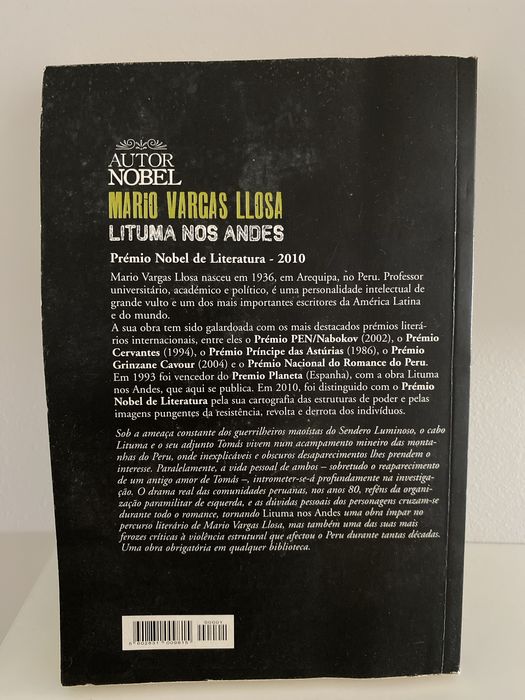 AUTOR
NOBEL
MARIO VARGAS LLOSA
LITUMA NOS ANDES
Prémio Nobel de Literatura - 2010
Mario Vargas Llosa nasceu em 1936, em Arequipa, no Peru. Professor
universitário, académico e político, é uma personalidade intelectual de
grande vulto e um dos mais importantes escritores da América Latina
e do mundo.
A sua obra tem sido galardoada com os mais destacados prémios literá-
rios internacionais, entre eles o Prémio PEN/Nabokov (2002), o Prémio
Cervantes (1994), o Prémio Príncipe das Astúrias (1986), o Prémio
Grinzane Cavour (2004) e o Prémio Nacional do Romance do Peru.
Em 1993 foi vencedor do Premio Planeta (Espanha), com a obra Lituma
nos Andes, que aqui se publica. Em 2010, foi distinguido com o Prémio
Nobel de Literatura pela sua cartografia das estruturas de poder e pelas
imagens pungentes da resistência, revolta e derrota dos indivíduos.
Sob a ameaça constante dos guerrilheiros maoístas do Sendero Luminoso, o cabo
Lituma e o seu adjunto Tomás vivem num acampamento mineiro das monta-
nhas do Peru, onde inexplicáveis e obscuros desaparecimentos lhes prendem o
interesse. Paralelamente, a vida pessoal de ambos – sobretudo o reaparecimento
de um antigo amor de Tomás –, intrometer-se-á profundamente na investiga-
ção. O drama real das comunidades peruanas, nos anos 80, reféns da organi-
zação paramilitar de esquerda, e as dúvidas pessoais dos personagens cruzam-se
durante todo o romance, tornando Lituma nos Andes uma obra ímpar no
percurso literário de Mario Vargas Llosa, mas também uma das suas mais
ferozes críticas à violência estrutural que afectou o Peru durante tantas décadas.
Uma obra obrigatória em qualquer biblioteca.
00001
5 602831 009815